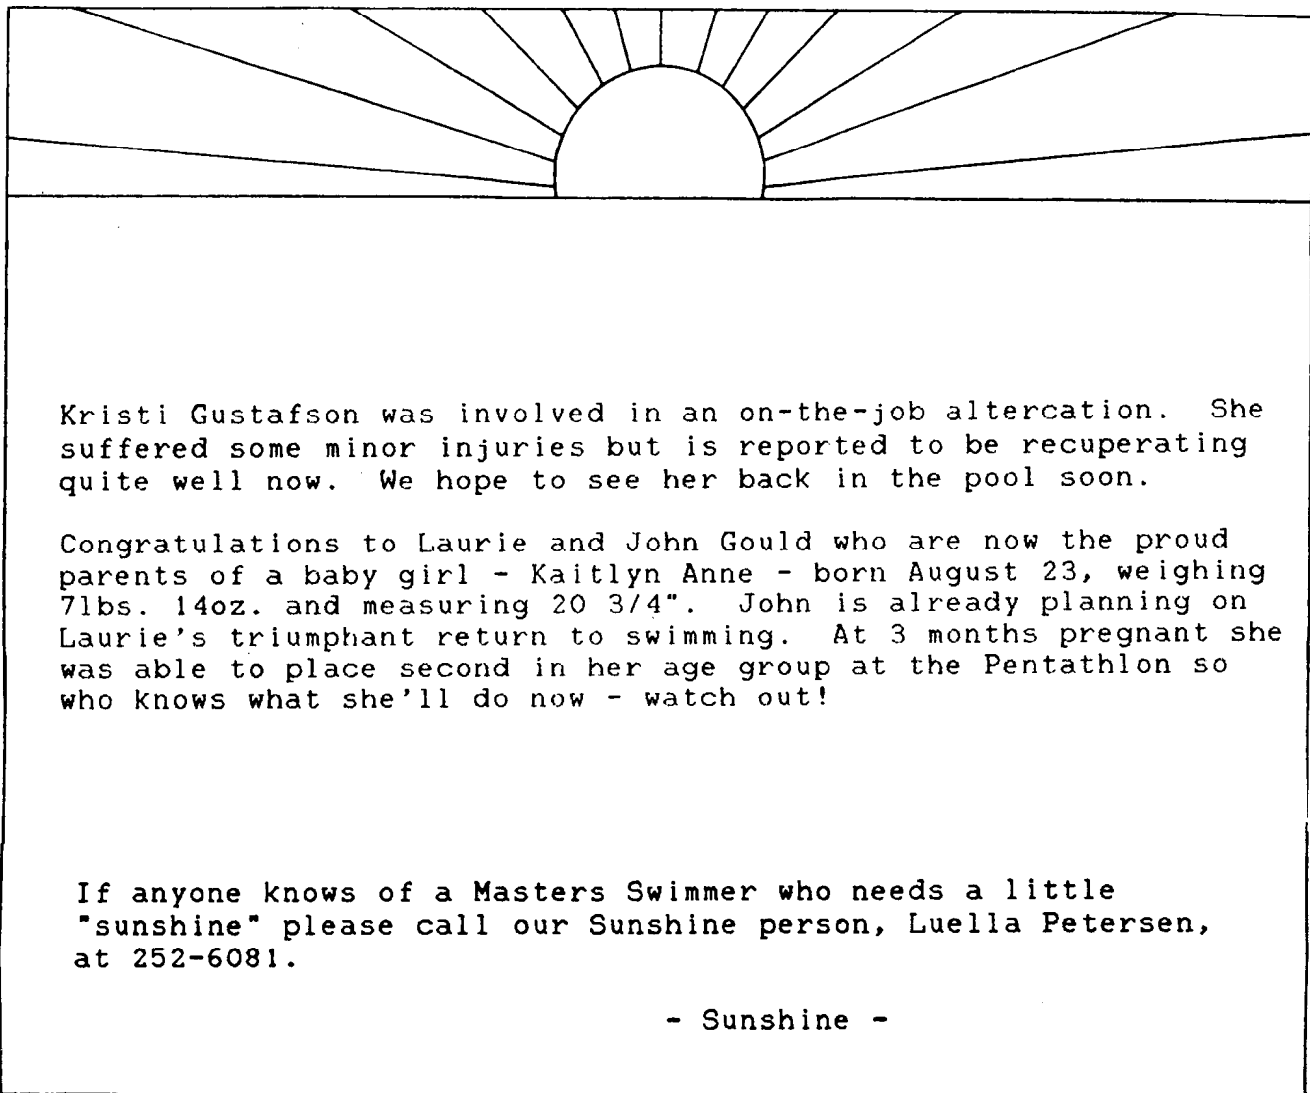 Kristi Gustafson was involved in an on-the-job altercation. She
suffered some minor injuries but is reported to be recuperating
quite well now. We hope to see her back in the pool soon.
Congratulations to Laurie and John Gould who are now the proud
parents of a baby girl - Kaitlyn Anne - born August 23, weighing
7lbs. 14oz. and measuring 20 3/4". John is already planning on
Laurie's triumphant return to swimming. At 3 months pregnant she
was able to place second in her age group at the Pentathlon so
who knows what she'll do now - watch out!
If anyone knows of a Masters Swimmer who needs a little
"sunshine" please call our Sunshine person, Luella Petersen,
at 252-6081.
- Sunshine -